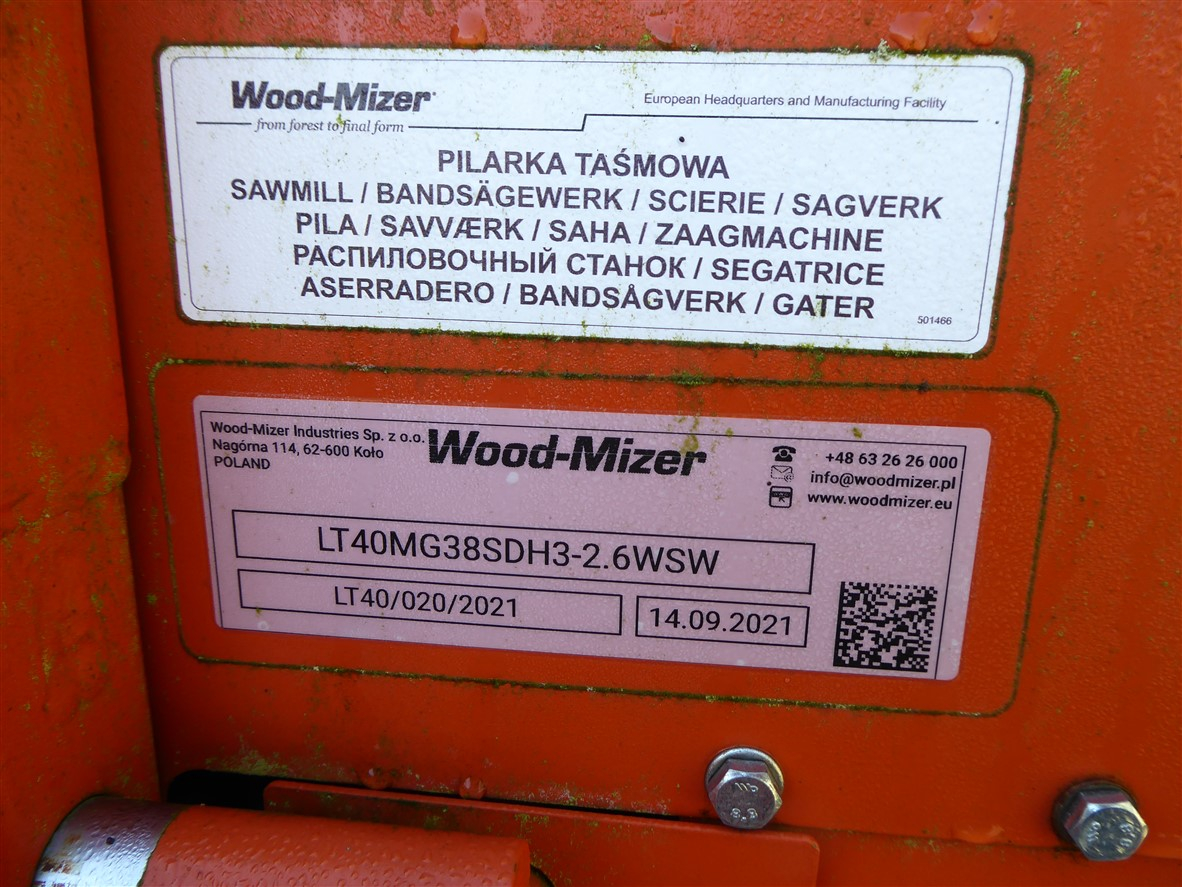 Wood-Mizer®
from forest to final form
European Headquarters and Manufacturing Facility
PILARKA TAŚMOWA
SAWMILL / BANDSÄGEWERK / SCIERIE / SAGVERK
PILA / SAVVÆRK / SAHA / ZAAGMACHINE
РАСПИЛОВОЧНЫЙ СТАНОК / SEGATRICE
ASERRADERO / BANDSÅGVERK / GATER
501466
Wood-Mizer Industries Sp. z o.o.
Nagórna 114, 62-600 Koło
POLAND
Wood-Mizer
+48 63 26 26 000
info@woodmizer.pl
www.woodmizer.eu
LT40MG38SDH3-2.6WSW
LT40/020/2021
14.09.2021
8.8